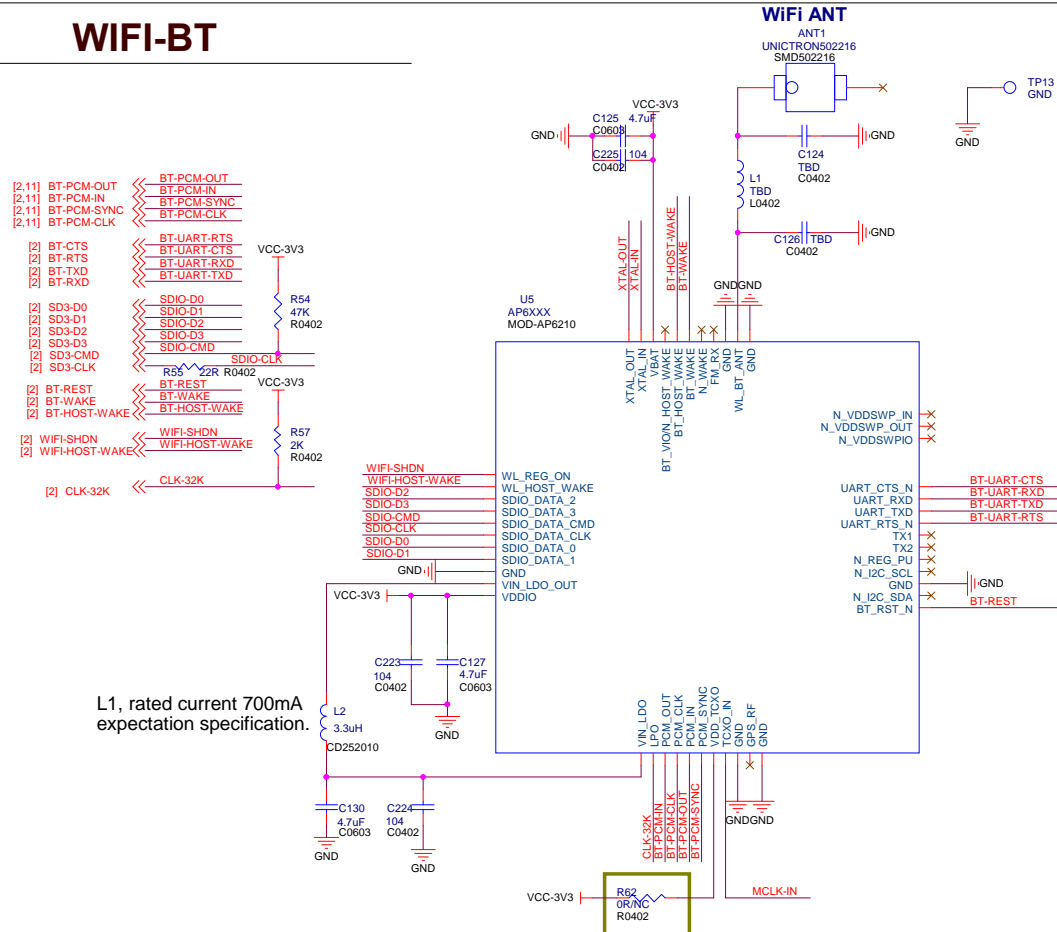 WIFI-BT
WiFi ANT
ANT1
UNICTRON502216
SMD502216
TP13
GND
GND
VCC-3V3
C125 4.7uF
C0603
GND
C225 104
C0402
GND
C124
TBD
C0402
L1
TBD
L0402
GND
C126 TBD
C0402
[2,11] BT-PCM-OUT BT-PCM-OUT
[2,11] BT-PCM-IN BT-PCM-IN
[2,11] BT-PCM-SYNC BT-PCM-SYNC
[2,11] BT-PCM-CLK BT-PCM-CLK
[2] BT-CTS BT-UART-RTS
[2] BT-RTS BT-UART-CTS
[2] BT-TXD BT-UART-RXD
[2] BT-RXD BT-UART-TXD
VCC-3V3
R54
47K
R0402
[2] SD3-D0 SDIO-D0
[2] SD3-D1 SDIO-D1
[2] SD3-D2 SDIO-D2
[2] SD3-D3 SDIO-D3
[2] SD3-CMD SDIO-CMD
[2] SD3-CLK SDIO-CLK
R55 22R R0402
VCC-3V3
[2] BT-REST BT-REST
[2] BT-WAKE BT-WAKE
[2] BT-HOST-WAKE BT-HOST-WAKE
R57
2K
R0402
[2] WIFI-SHDN WIFI-SHDN
[2] WIFI-HOST-WAKE WIFI-HOST-WAKE
[2] CLK-32K CLK-32K
XTAL-OUT
XTAL-IN
BT-HOST-WAKE
BT-WAKE
GND
GND
U5
AP6XXX
MOD-AP6210
XTAL_OUT
XTAL_IN
VBAT
BT_VIO/N_HOST_WAKE
BT_HOST_WAKE
BT_WAKE
N_WAKE
FM_RX
GND
WL_BT_ANT
GND
WIFI-SHDN WL_REG_ON
WIFI-HOST-WAKE WL_HOST_WAKE
SDIO-D2 SDIO_DATA_2
SDIO-D3 SDIO_DATA_3
SDIO-CMD SDIO_DATA_CMD
SDIO-CLK SDIO_DATA_CLK
SDIO-D0 SDIO_DATA_0
SDIO-D1 SDIO_DATA_1
GND GND
VIN_LDO_OUT
VCC-3V3 VDDIO
N_VDDSWP_IN
N_VDDSWP_OUT
N_VDDSWPIO
UART_CTS_N BT-UART-CTS
UART_RXD BT-UART-RXD
UART_TXD BT-UART-TXD
UART_RTS_N BT-UART-RTS
TX1
TX2
N_REG_PU
N_I2C_SCL
GND GND
N_I2C_SDA
BT_RST_N BT-REST
C223
104
C0402
C127
4.7uF
C0603
GND
L1, rated current 700mA
expectation specification.
L2
3.3uH
CD252010
C130
4.7uF
C0603
GND
C224
104
C0402
GND
VIN_LDO
LPO
PCM_OUT
PCM_CLK
PCM_IN
PCM_SYNC
VDD_TCXO
TCXO_IN
GND
GPS_RF
GND
CLK-32K
BT-PCM-IN
BT-PCM-CLK
BT-PCM-OUT
BT-PCM-SYNC
GND
GND
VCC-3V3
R62
0R/NC
R0402
MCLK-IN